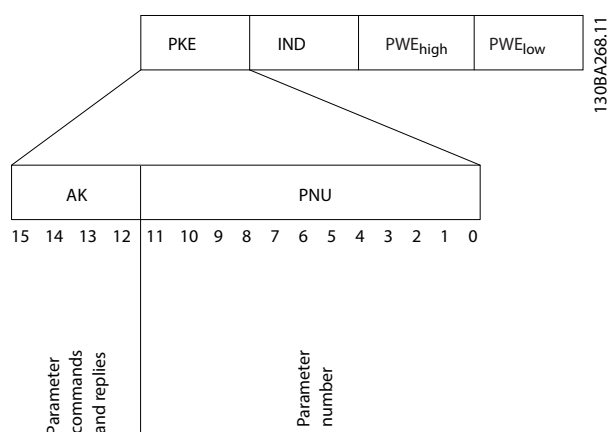 PKE IND PWEhigh PWElow
130BA268.11
AK PNU
15 14 13 12 11 10 9 8 7 6 5 4 3 2 1 0
Parameter
commands
and replies
Parameter
number